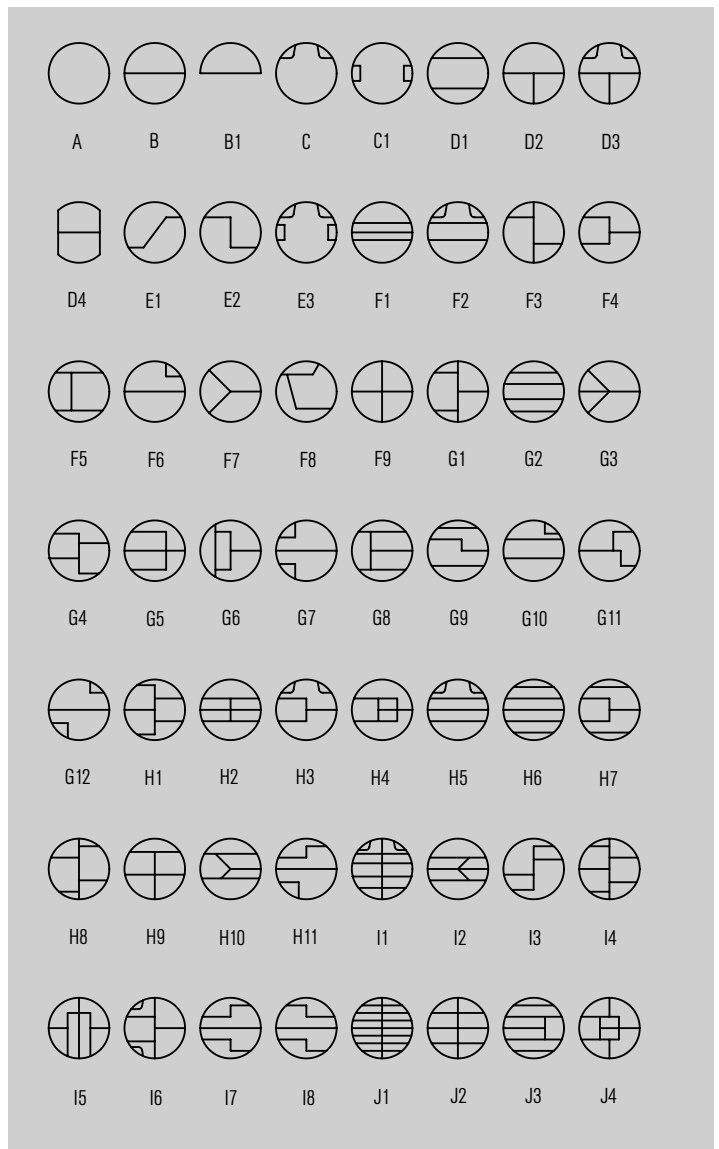 A B B1 C C1 D1 D2 D3
D4 E1 E2 E3 F1 F2 F3 F4
F5 F6 F7 F8 F9 G1 G2 G3
G4 G5 G6 G7 G8 G9 G10 G11
G12 H1 H2 H3 H4 H5 H6 H7
H8 H9 H10 H11 I1 I2 I3 I4
I5 I6 I7 I8 J1 J2 J3 J4